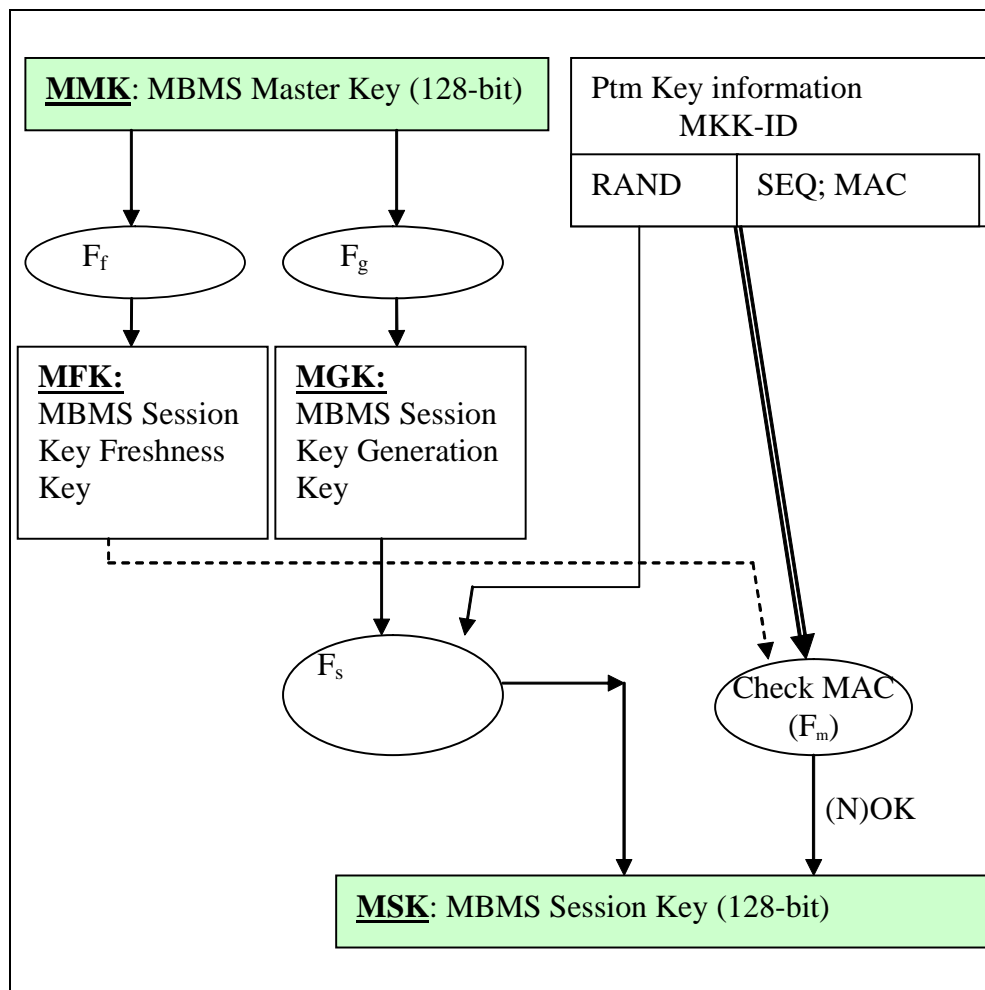 MMK: MBMS Master Key (128-bit)
Ptm Key information
MKK-ID
RAND
SEQ; MAC
Ff
Fg
MFK:
MBMS Session
Key Freshness
Key
MGK:
MBMS Session
Key Generation
Key
Fs
Check MAC
(Fm)
(N)OK
MSK: MBMS Session Key (128-bit)